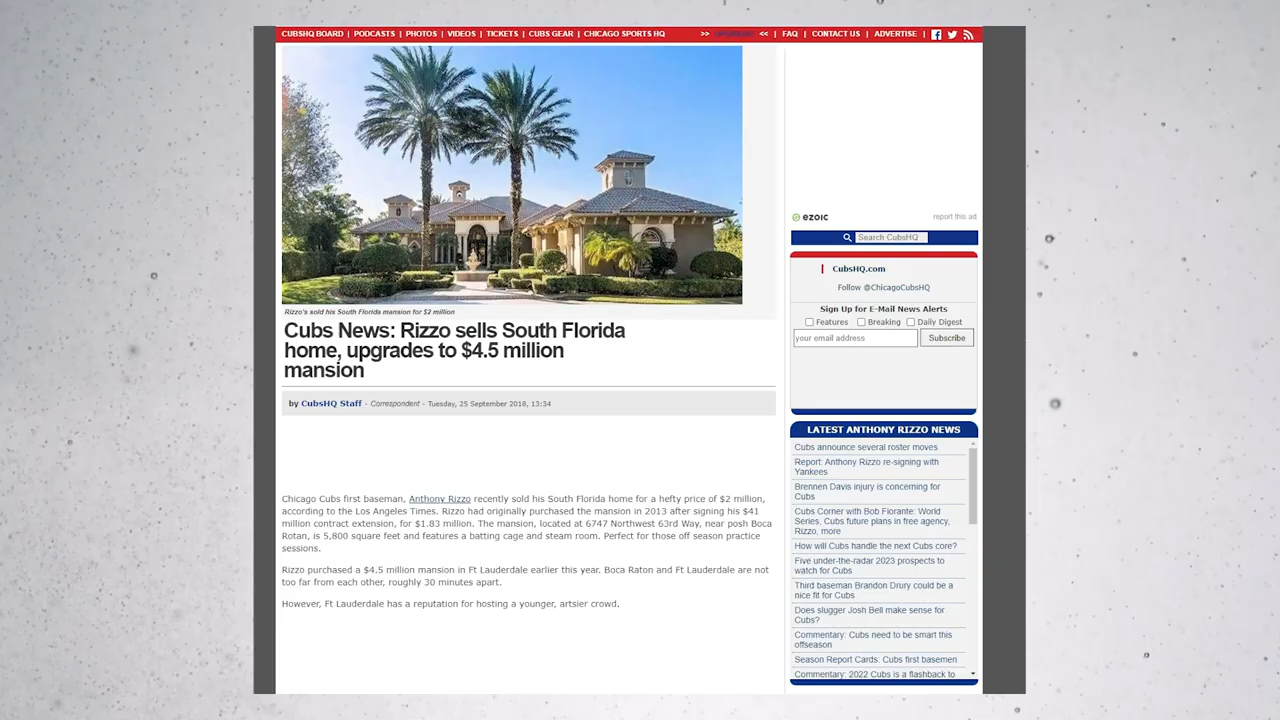 CUBSHQ BOARD | PODCASTS | PHOTOS | VIDEOS | TICKETS | CUBS GEAR | CHICAGO SPORTS HQ
>> << | FAQ | CONTACT US | ADVERTISE |
Rizzo's sold his South Florida mansion for $2 million
Cubs News: Rizzo sells South Florida
home, upgrades to $4.5 million
mansion
by CubsHQ Staff - Correspondent - Tuesday, 25 September 2018, 13:34
Chicago Cubs first baseman, Anthony Rizzo recently sold his South Florida home for a hefty price of $2 million,
according to the Los Angeles Times. Rizzo had originally purchased the mansion in 2013 after signing his $41
million contract extension, for $1.83 million. The mansion, located at 6747 Northwest 63rd Way, near posh Boca
Rotan, is 5,800 square feet and features a batting cage and steam room. Perfect for those off season practice
sessions.
Rizzo purchased a $4.5 million mansion in Ft Lauderdale earlier this year. Boca Raton and Ft Lauderdale are not
too far from each other, roughly 30 minutes apart.
However, Ft Lauderdale has a reputation for hosting a younger, artsier crowd.
ezoic
report this ad
Search CubsHQ
CubsHQ.com
Follow @ChicagoCubsHQ
Sign Up for E-Mail News Alerts
Features Breaking Daily Digest
your email address Subscribe
LATEST ANTHONY RIZZO NEWS
Cubs announce several roster moves
Report: Anthony Rizzo re-signing with
Yankees
Brennen Davis injury is concerning for
Cubs
Cubs Corner with Bob Fiorante: World
Series, Cubs future plans in free agency,
Rizzo, more
How will Cubs handle the next Cubs core?
Five under-the-radar 2023 prospects to
watch for Cubs
Third baseman Brandon Drury could be a
nice fit for Cubs
Does slugger Josh Bell make sense for
Cubs?
Commentary: Cubs need to be smart this
offseason
Season Report Cards: Cubs first basemen
Commentary: 2022 Cubs is a flashback to